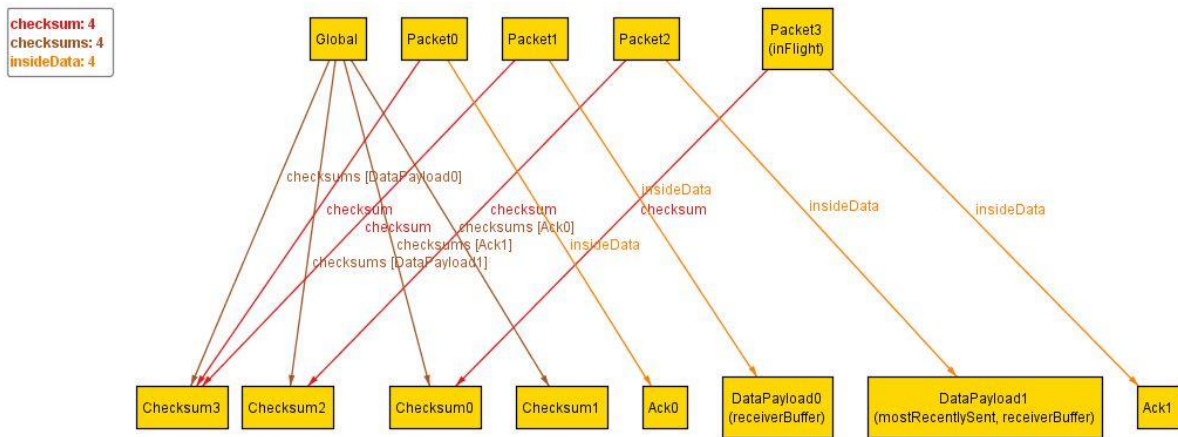 checksum: 4
checksums: 4
insideData: 4
Global
Packet0
Packet1
Packet2
Packet3
(inFlight)
checksums [DataPayload0]
insideData
checksum
checksum
checksum
insideData
insideData
checksum
checksums [Ack0]
checksums [Ack1]
insideData
checksums [DataPayload1]
Checksum3
Checksum2
Checksum0
Checksum1
Ack0
DataPayload0
(receiverBuffer)
DataPayload1
(mostRecentlySent, receiverBuffer)
Ack1